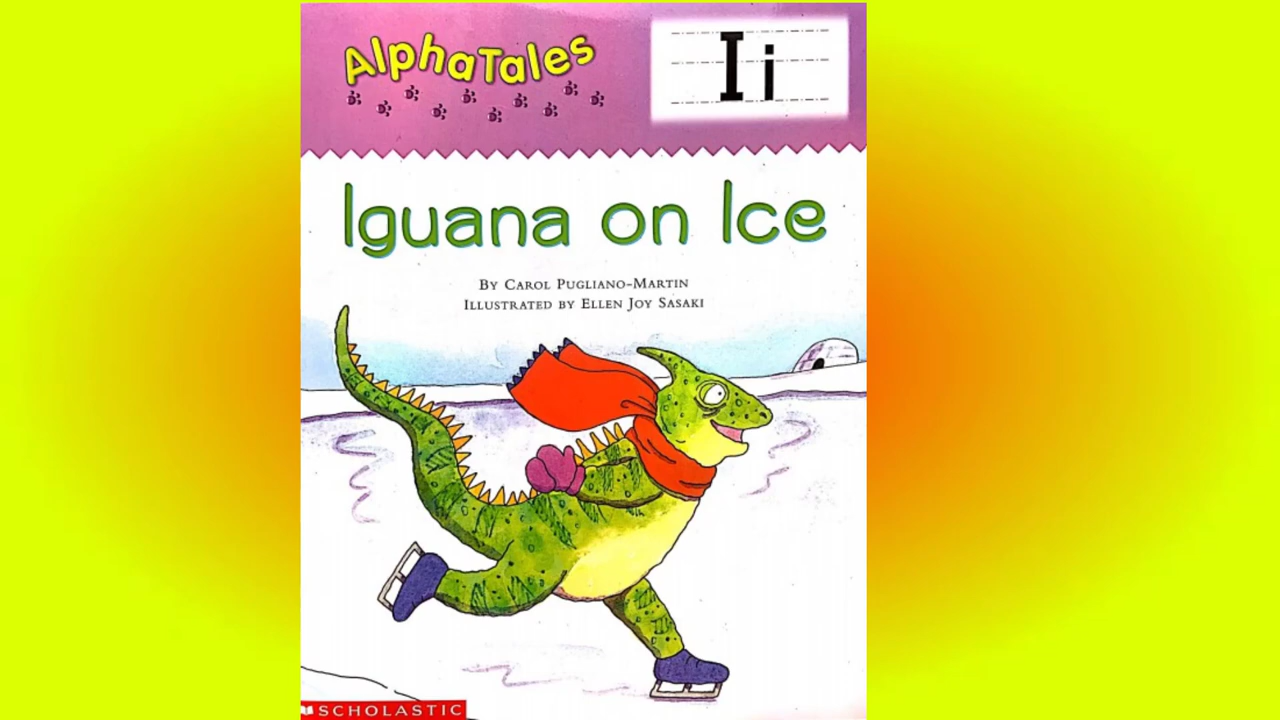 AlphaTales
Ii
Iguana on Ice
By Carol Pugliano-Martin
Illustrated by Ellen Joy Sasaki
SCHOLASTIC